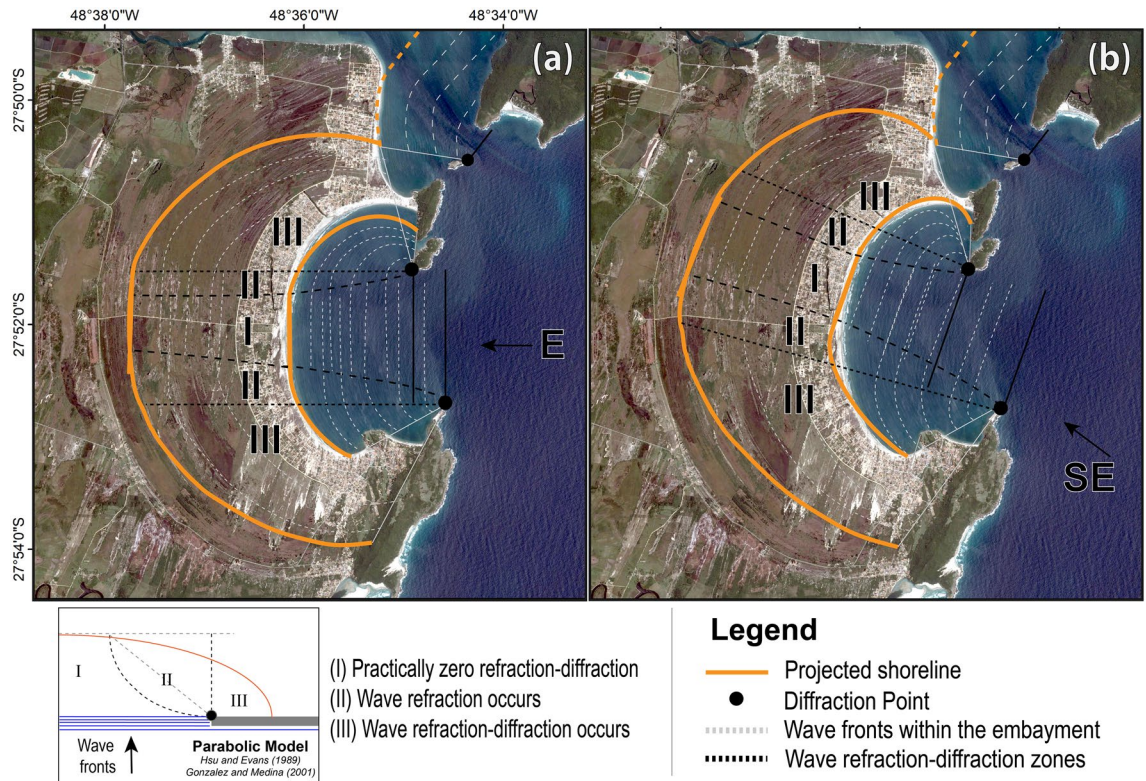 48°38'0"W
48°36'0"W
48°34'0"W
27°50'0"S
27°52'0"S
27°54'0"S
(a)
III
II
I
II
III
E
(b)
III
II
I
II
III
SE
I
II
III
Wave
fronts
Parabolic Model
Hsu and Evans (1989)
Gonzalez and Medina (2001)
(I) Practically zero refraction-diffraction
(II) Wave refraction occurs
(III) Wave refraction-diffraction occurs
Legend
Projected shoreline
Diffraction Point
Wave fronts within the embayment
Wave refraction-diffraction zones